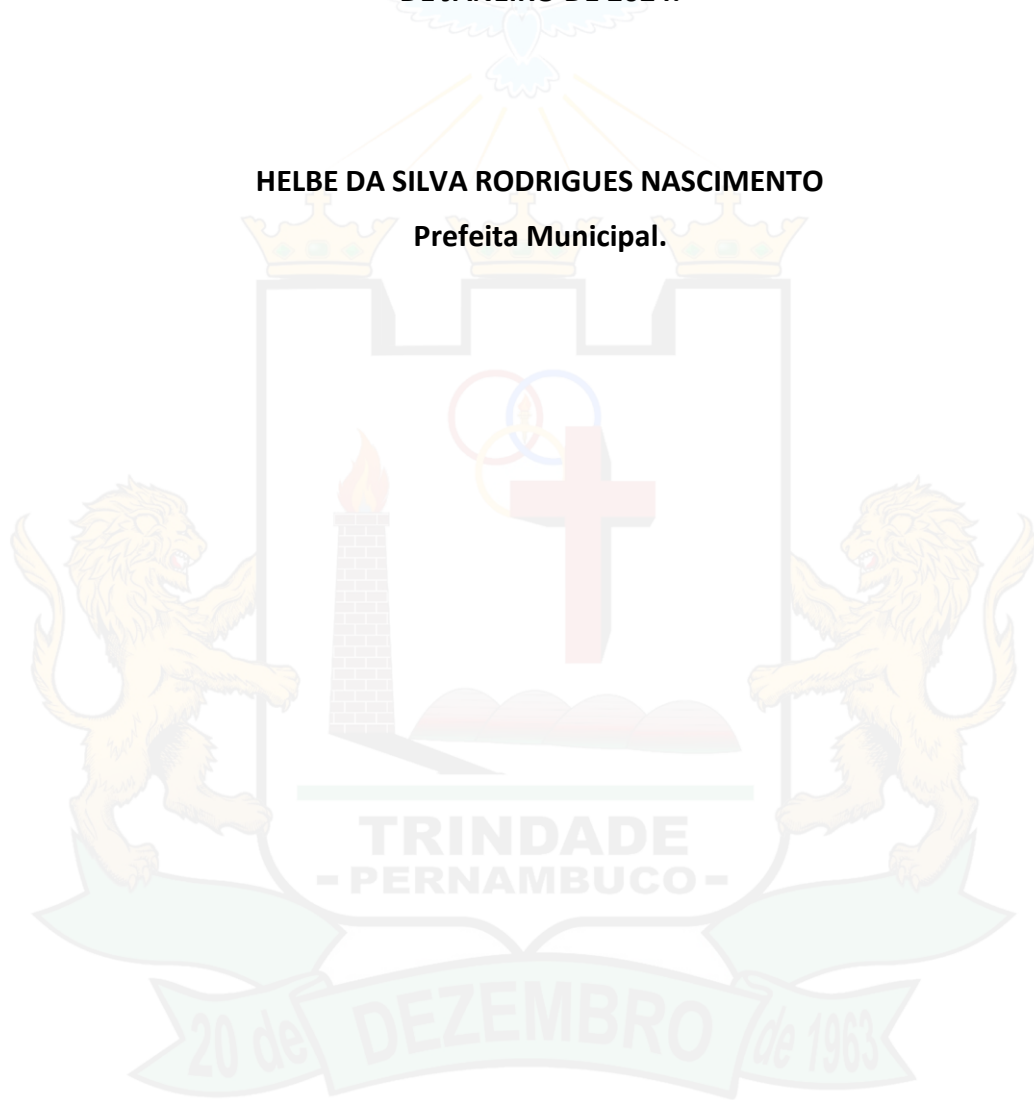 HELBE DA SILVA RODRIGUES NASCIMENTO
Prefeita Municipal.
TRINDADE
- PERNAMBUCO -
20 de DEZEMBRO de 1963